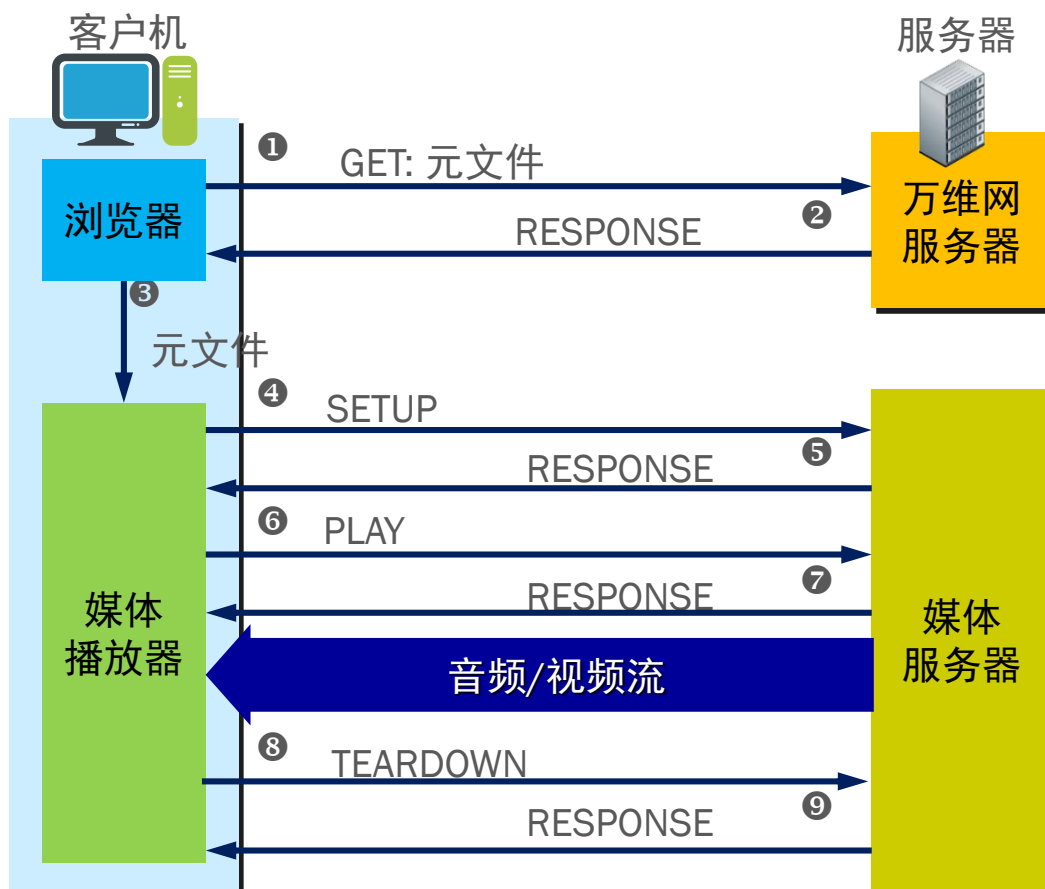 客户机
服务器
❶
GET: 元文件
浏览器
❷
RESPONSE
万维网
服务器
❸
元文件
❹
SETUP
❺
RESPONSE
❻
PLAY
❼
RESPONSE
媒体
播放器
媒体
服务器
音频/视频流
❽
TEARDOWN
❾
RESPONSE